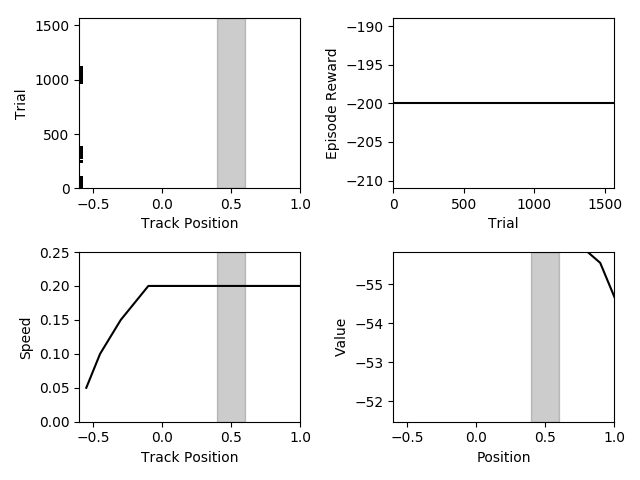 1500
1000
500
0
Trial
−0.5 0.0 0.5 1.0
Track Position
−190
−195
−200
−205
−210
Episode Reward
0 500 1000 1500
Trial
0.25
0.20
0.15
0.10
0.05
0.00
Speed
−0.5 0.0 0.5 1.0
Track Position
−55
−54
−53
−52
Value
−0.5 0.0 0.5 1.0
Position